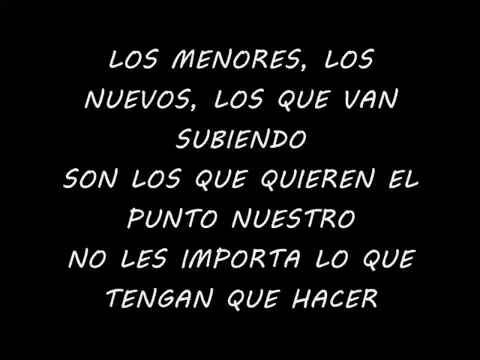 LOS MENORES, LOS
NUEVOS, LOS QUE VAN
SUBIENDO
SON LOS QUE QUIEREN EL
PUNTO NUESTRO
NO LES IMPORTA LO QUE
TENGAN QUE HACER